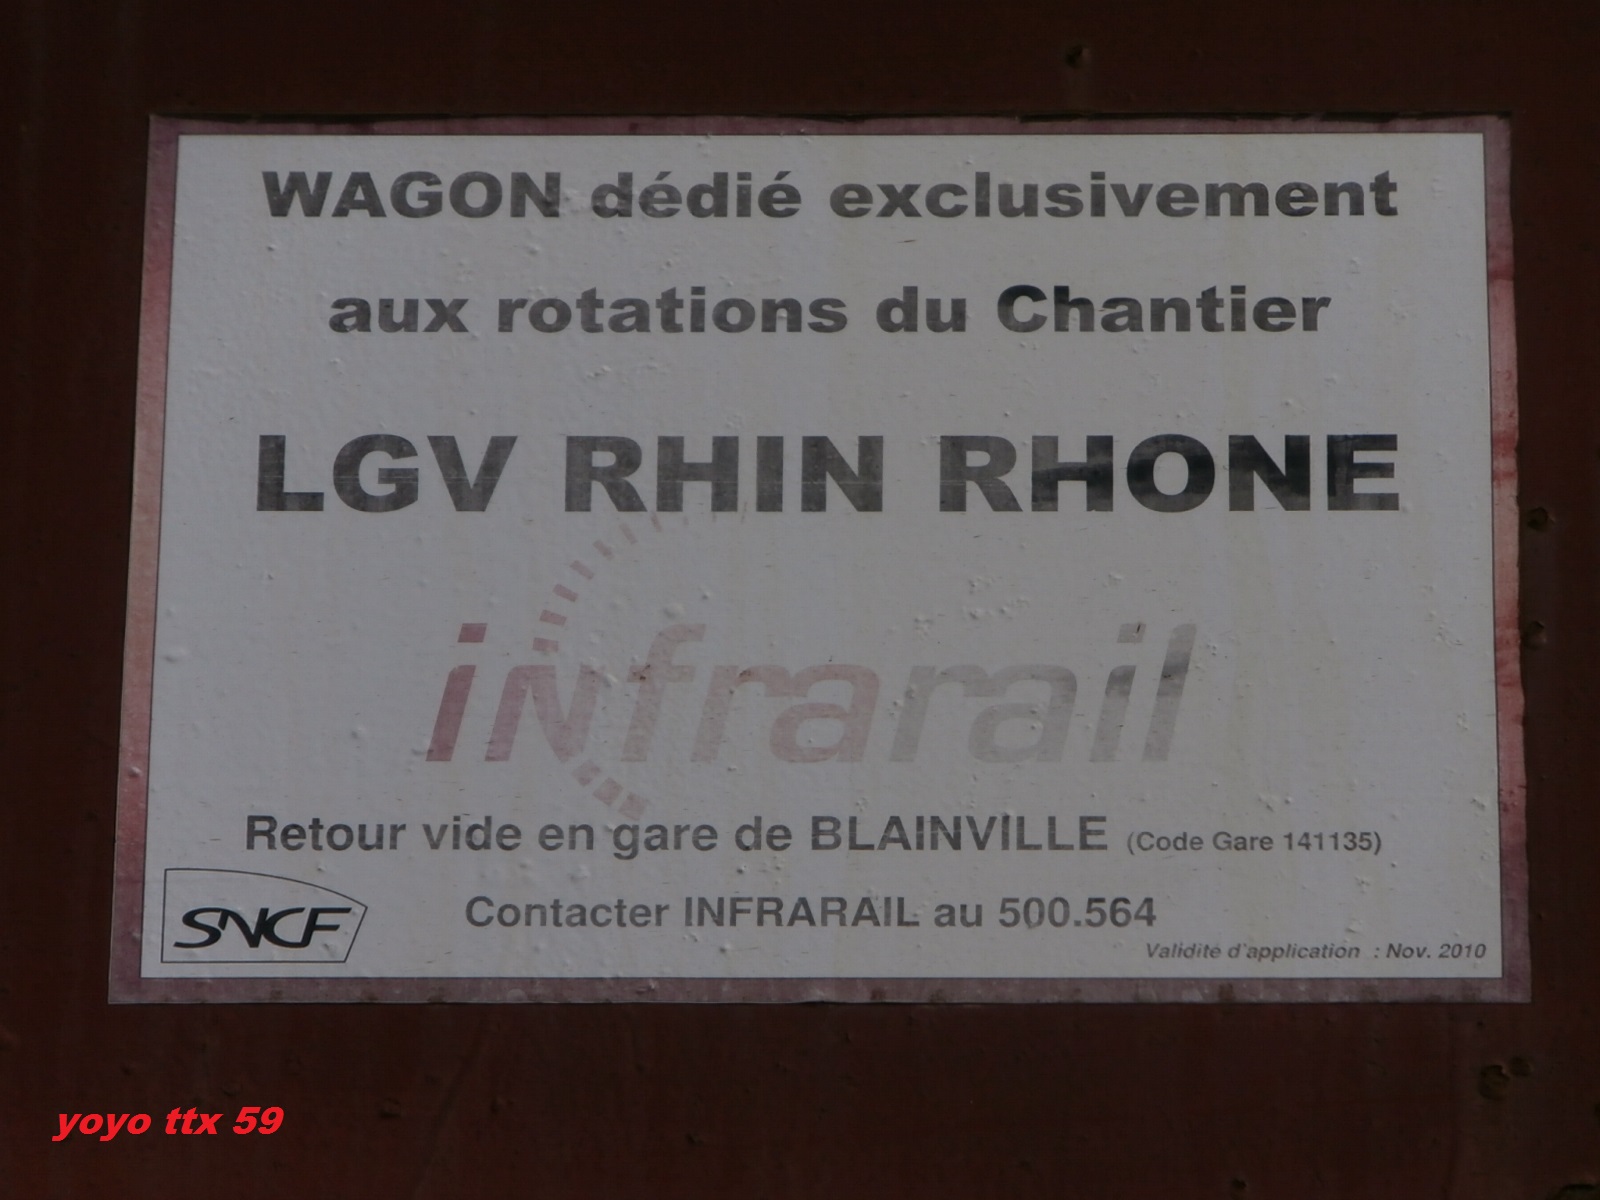 WAGON dédié exclusivement
aux rotations du Chantier
LGV RHIN RHONE
infrarail
Retour vide en gare de BLAINVILLE (Code Gare 141135)
SNCF
Contacter INFRARAIL au 500.564
Validité d'application : Nov. 2010
yoyo ttx 59